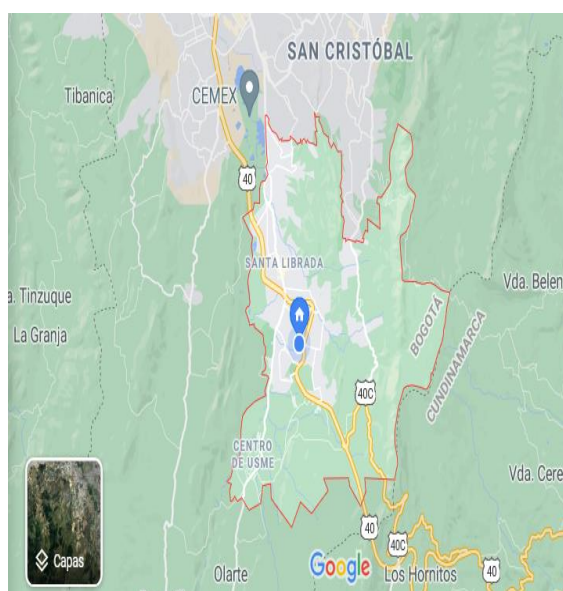 SAN CRISTÓBAL
Tibanica
CEMEX
40
SANTA LIBRADA
Vda. Belen
a. Tinzuque
La Granja
BOGOTÁ
CUNDINAMARCA
40C
CENTRO
DE USME
Vda. Cere
40
40C
Capas
Olarte
Google
Los Hornitos
40